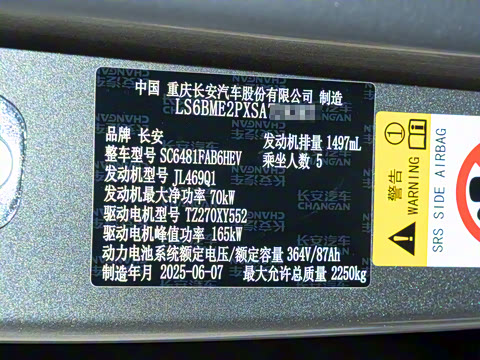 中国 重庆长安汽车股份有限公司 制造
LS6BME2PXSA
品牌 长安
发动机排量 1497mL
整车型号 SC6481FAB6HEV
乘坐人数 5
发动机型号 JL469Q1
发动机最大净功率 70kW
驱动电机型号 TZ270XY552
驱动电机峰值功率 165kW
动力电池系统额定电压/额定容量 364V/87Ah
制造年月 2025-06-07 最大允许总质量 2250kg
长安汽车
CHANGAN
警告
WARNING
SRS SIDE AIRBAG